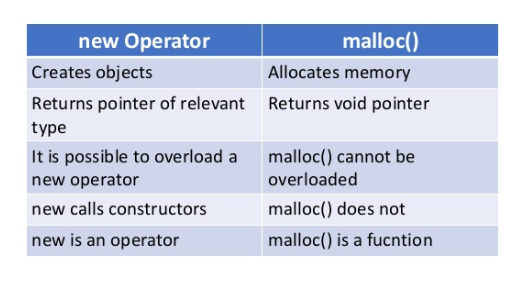 new Operator malloc()
Creates objects Allocates memory
Returns pointer of relevant Returns void pointer
type
It is possible to overload a malloc() cannot be
new operator overloaded
new calls constructors malloc() does not
new is an operator malloc() is a fucntion